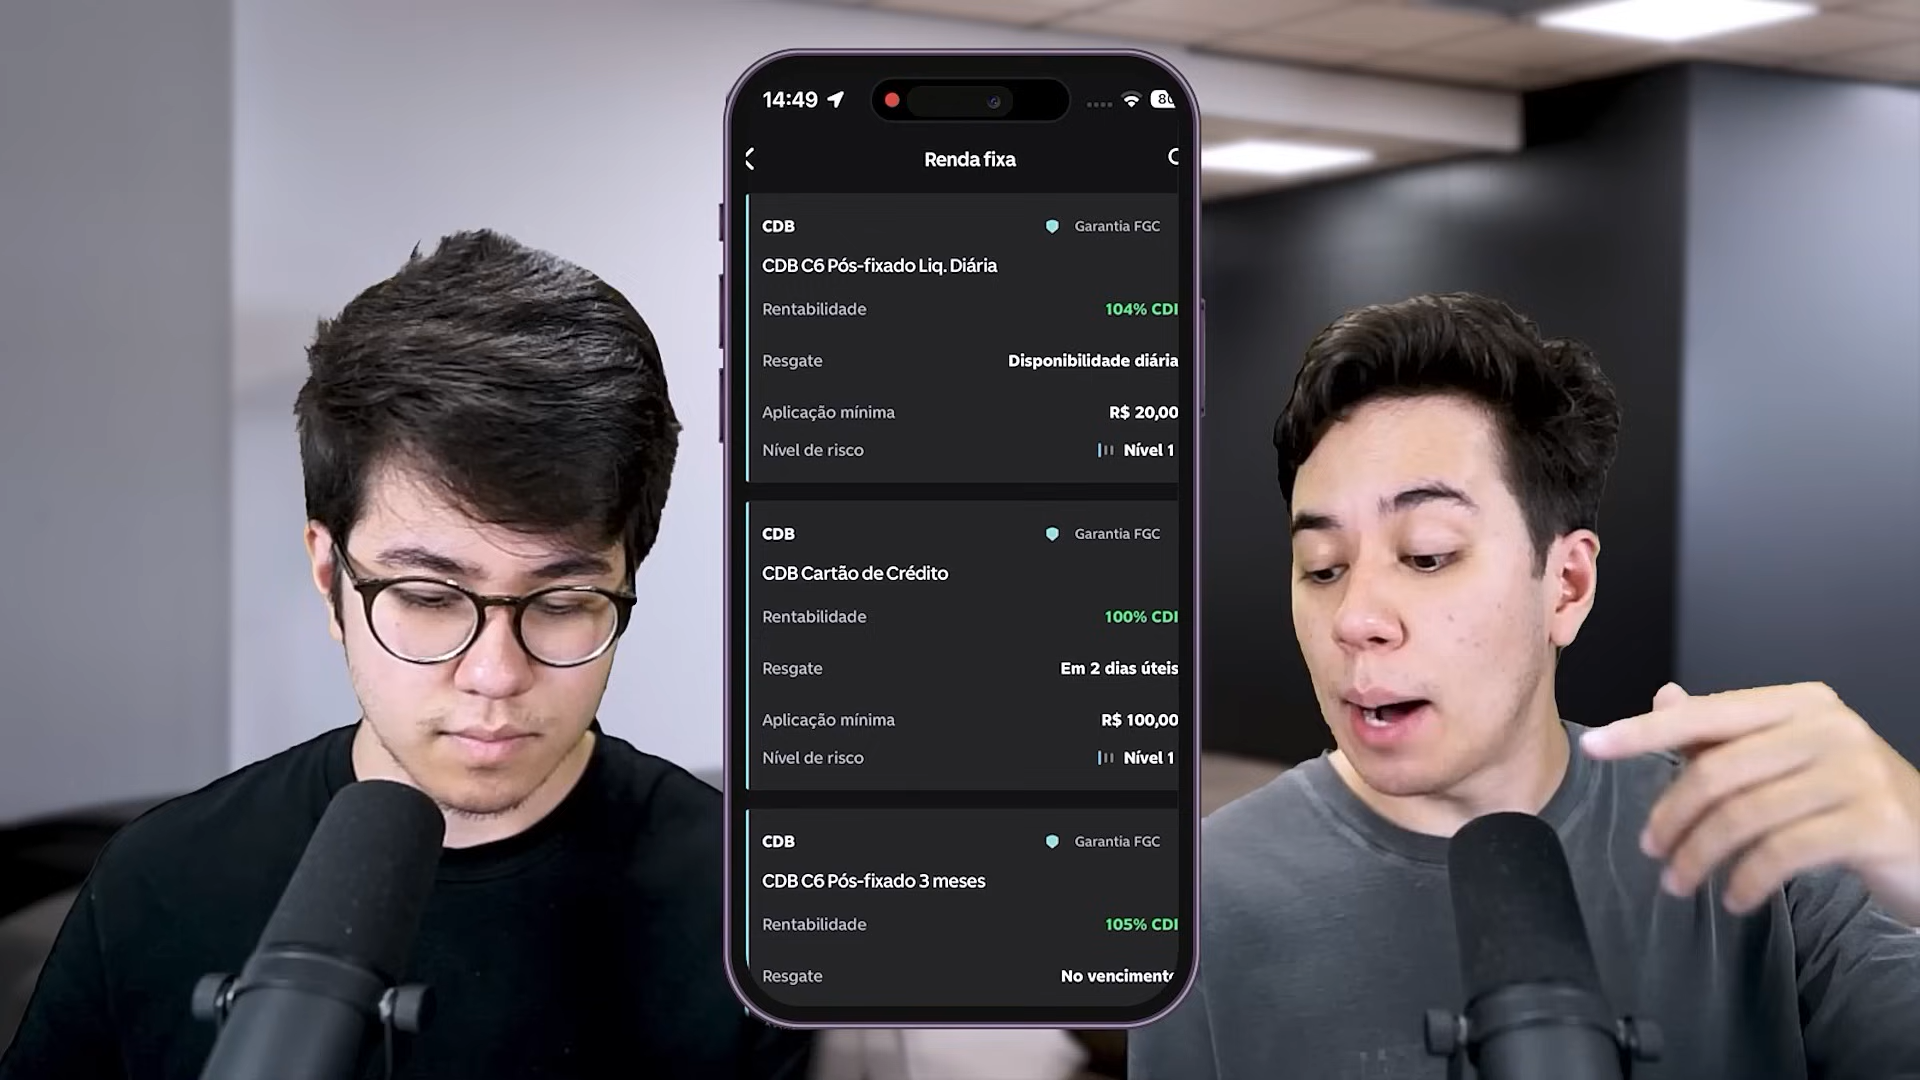 14:49
80
Renda fixa
CDB Garantia FGC
CDB C6 Pós-fixado Liq. Diária
Rentabilidade 104% CDI
Resgate Disponibilidade diária
Aplicação mínima R$ 20,00
Nível de risco Nível 1
CDB Garantia FGC
CDB Cartão de Crédito
Rentabilidade 100% CDI
Resgate Em 2 dias úteis
Aplicação mínima R$ 100,00
Nível de risco Nível 1
CDB Garantia FGC
CDB C6 Pós-fixado 3 meses
Rentabilidade 105% CDI
Resgate No vencimento